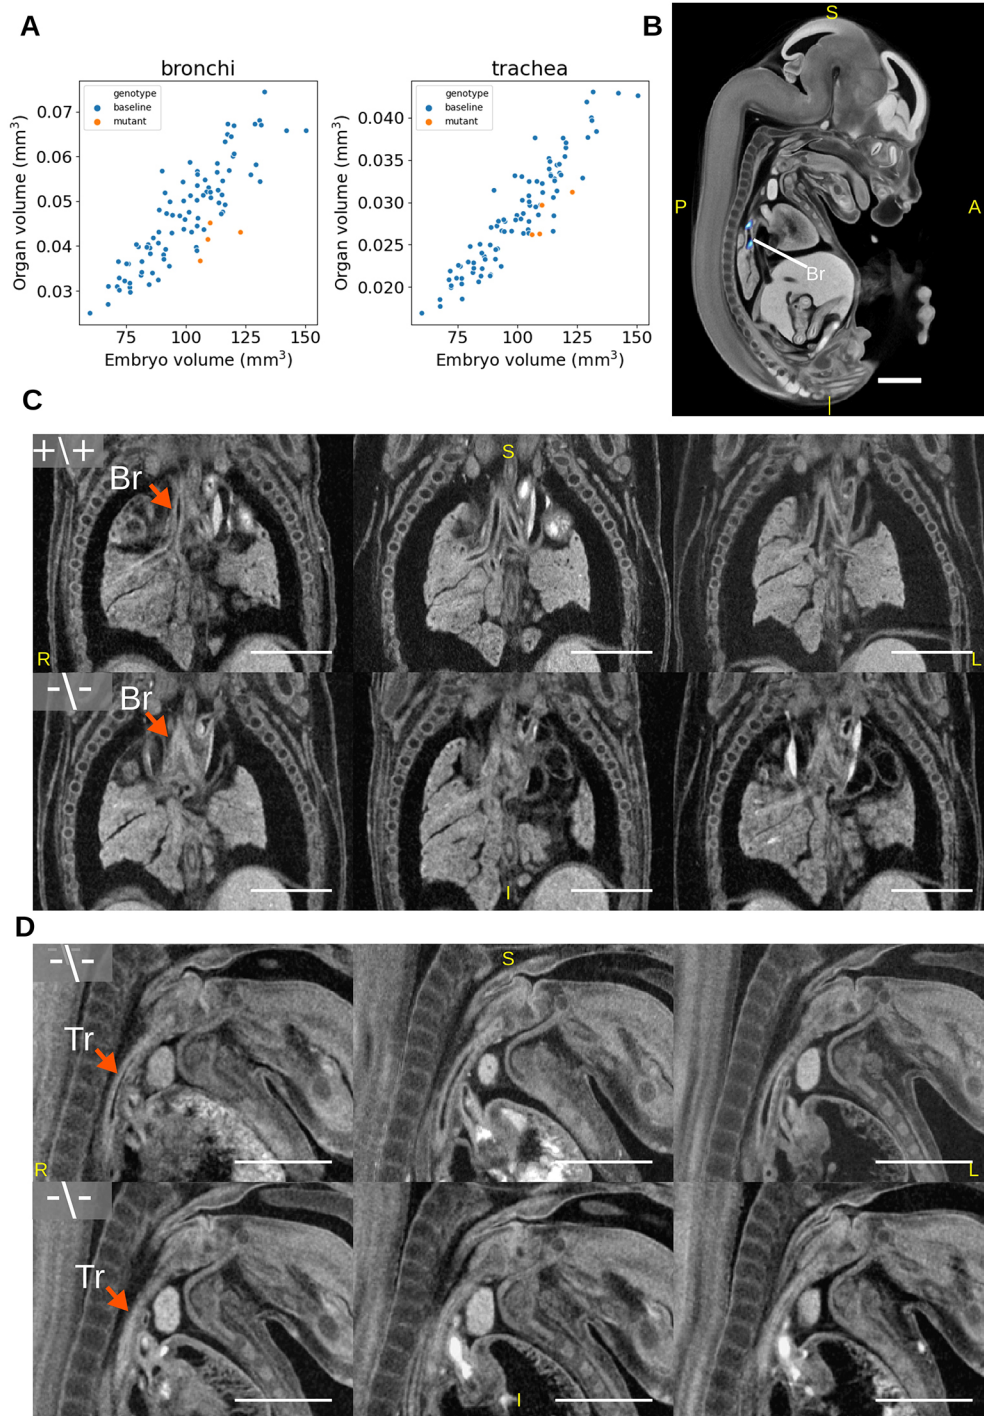 A
B
bronchi
trachea
genotype
baseline
mutant
0.07
0.06
0.05
0.04
0.03
Organ volume (mm³)
75
100
125
150
Embryo volume (mm³)
genotype
baseline
mutant
0.040
0.035
0.030
0.025
0.020
Organ volume (mm³)
75
100
125
150
Embryo volume (mm³)
S
P
A
Br
I
C
+\+
Br
S
R
L
-\-
Br
I
D
-\-
Tr
S
R
L
-\-
Tr
I